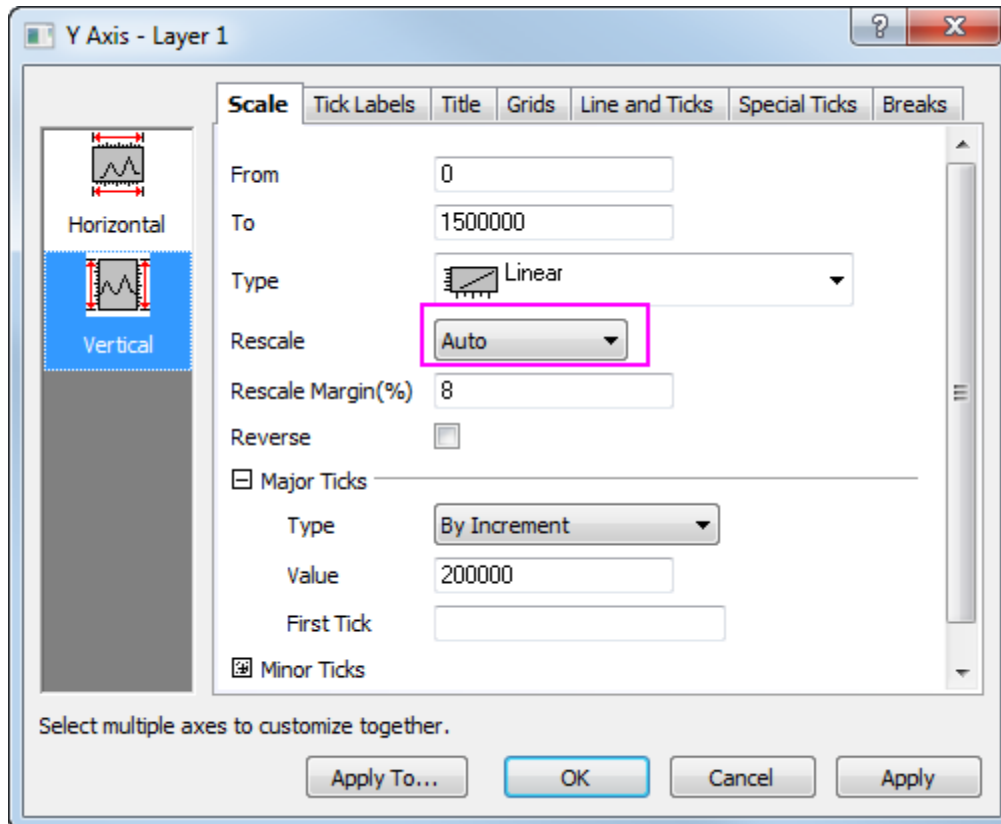 Y Axis - Layer 1
Scale Tick Labels Title Grids Line and Ticks Special Ticks Breaks
Horizontal
Vertical
From 0
To 1500000
Type Linear
Rescale Auto
Rescale Margin(%) 8
Reverse
Major Ticks
Type By Increment
Value 200000
First Tick
Minor Ticks
Select multiple axes to customize together.
Apply To... OK Cancel Apply